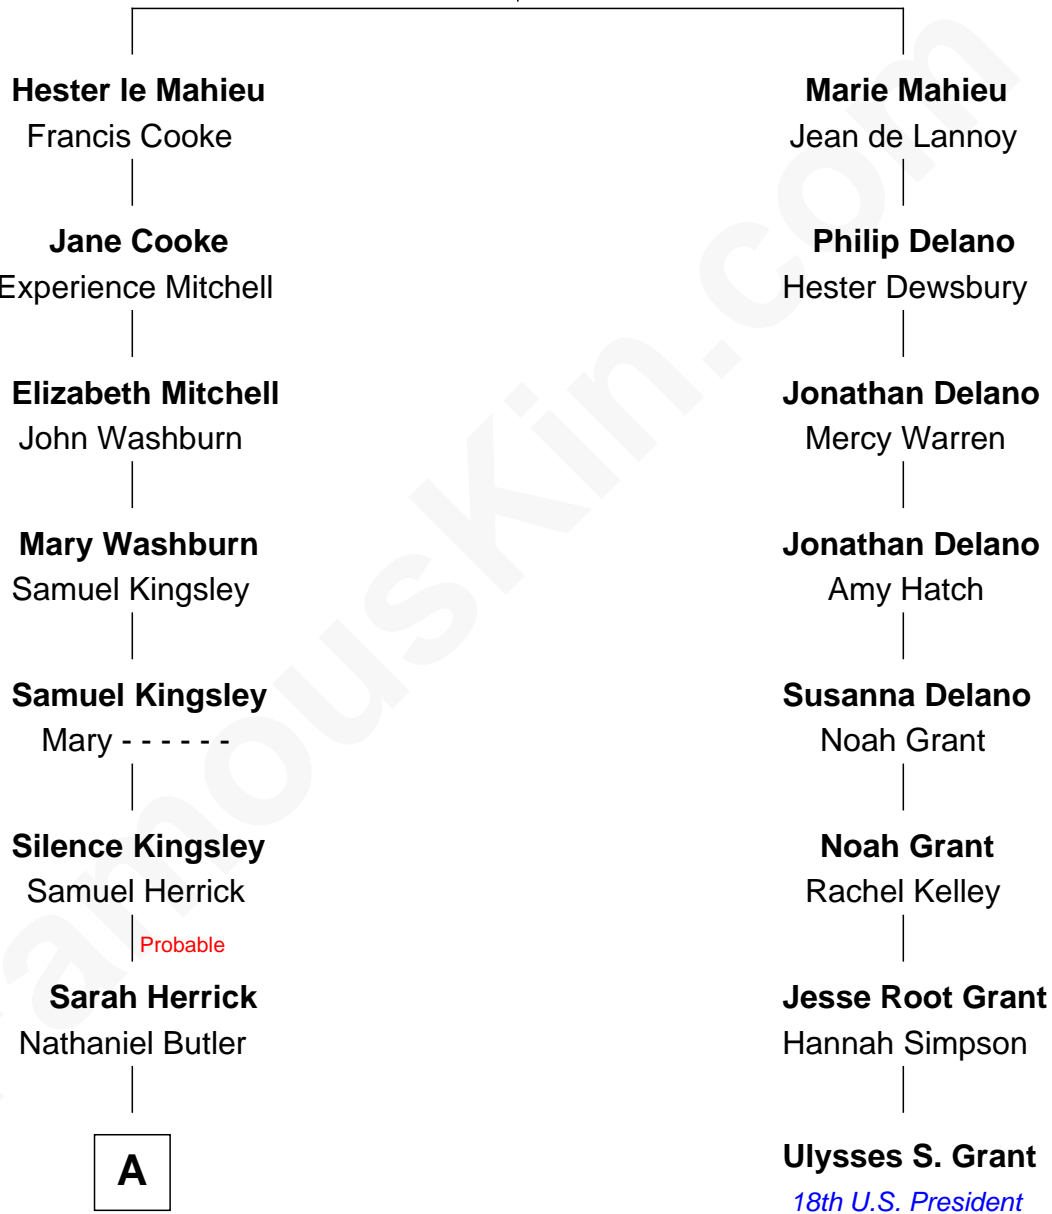 Hester le Mahieu
Francis Cooke
Marie Mahieu
Jean de Lannoy
Jane Cooke
Experience Mitchell
Philip Delano
Hester Dewsbury
Elizabeth Mitchell
John Washburn
Jonathan Delano
Mercy Warren
Mary Washburn
Samuel Kingsley
Jonathan Delano
Amy Hatch
Samuel Kingsley
Mary - - - - - -
Susanna Delano
Noah Grant
Silence Kingsley
Samuel Herrick
Noah Grant
Rachel Kelley
Probable
Sarah Herrick
Nathaniel Butler
Jesse Root Grant
Hannah Simpson
A
Ulysses S. Grant
18th U.S. President
FamousKin.com